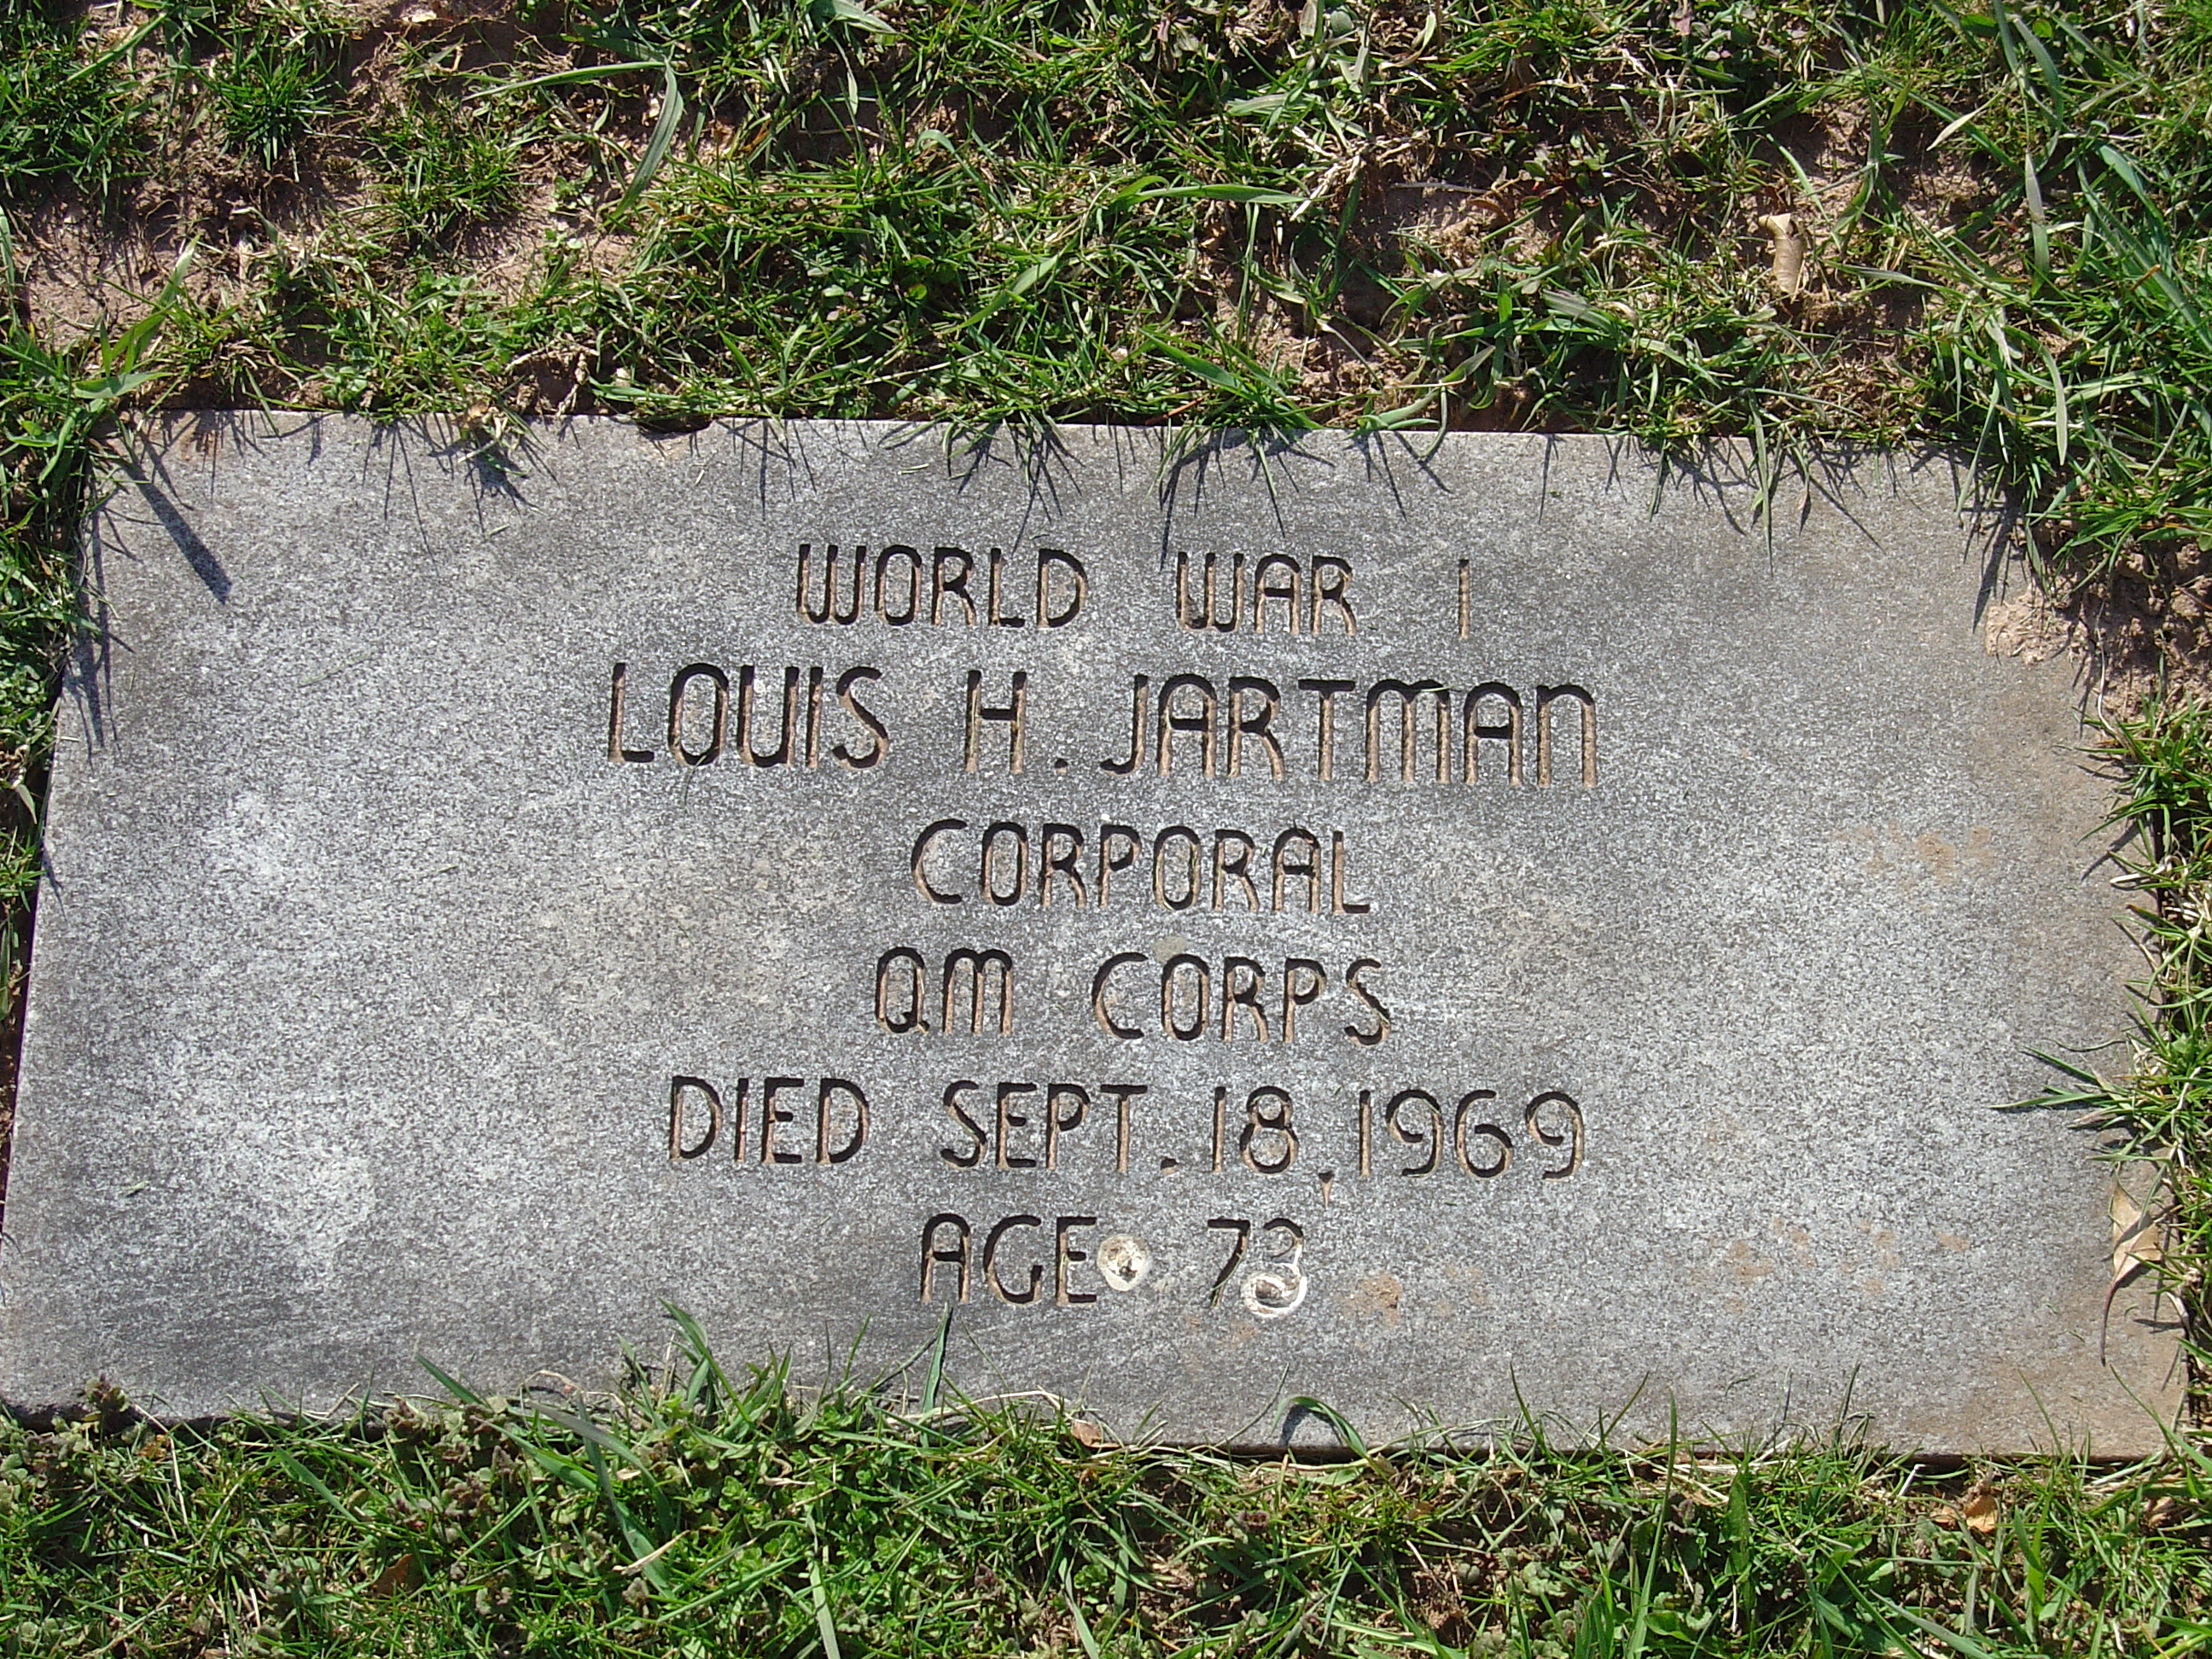 WORLD WAR I
LOUIS H. JARTMAN
CORPORAL
QM CORPS
DIED SEPT. 18, 1969
AGE 73